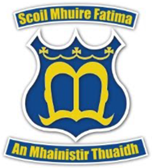 Scoil Mhuire Fatima
An Mhainistir Thuaidh